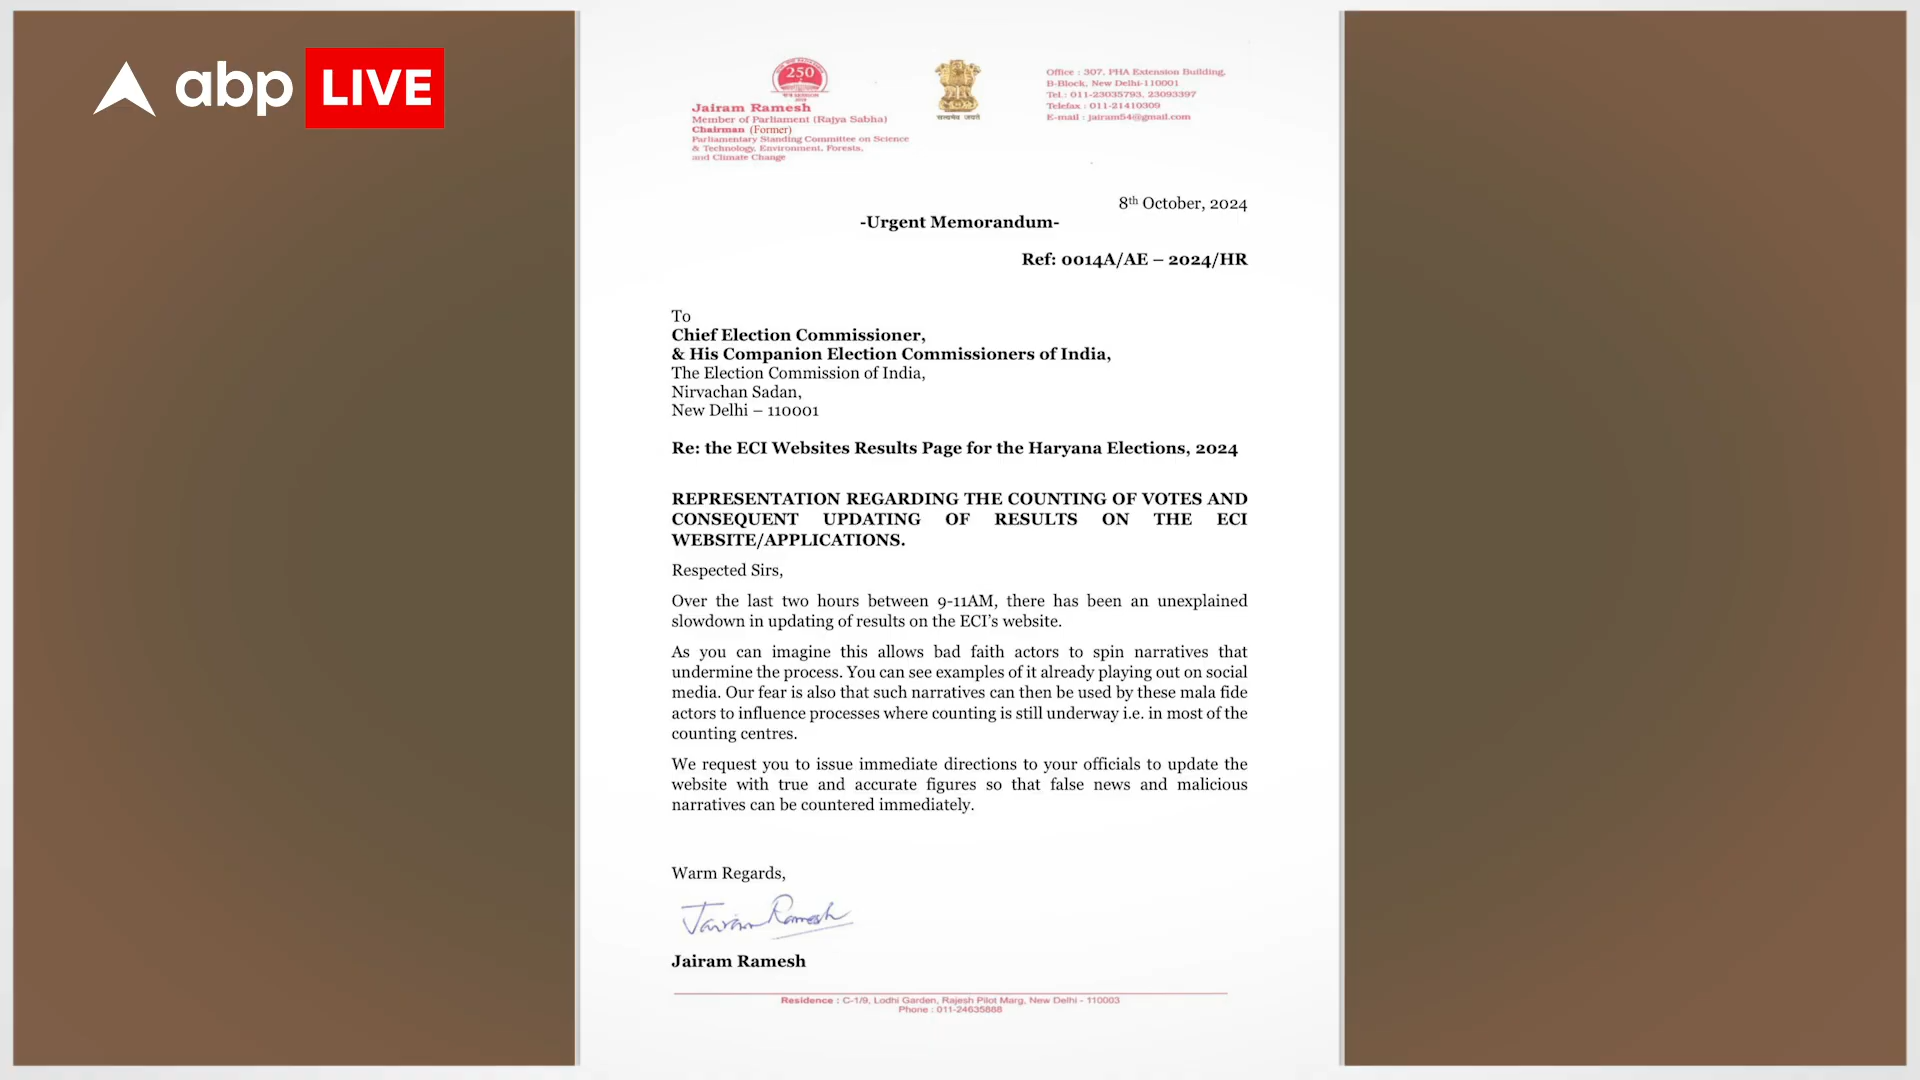 abp LIVE
250
Jairam Ramesh
Member of Parliament (Rajya Sabha)
Chairman (Former)
Parliamentary Standing Committee on Science
& Technology, Environment, Forests,
and Climate Change
सत्यमेव जयते
Office : 307, PHA Extension Building,
B-Block, New Delhi-110001
Tel.: 011-23035793, 23093397
Telefax : 011-21410309
E-mail : jairam54@gmail.com
8th October, 2024
-Urgent Memorandum-
Ref: 0014A/AE – 2024/HR
To
Chief Election Commissioner,
& His Companion Election Commissioners of India,
The Election Commission of India,
Nirvachan Sadan,
New Delhi – 110001
Re: the ECI Websites Results Page for the Haryana Elections, 2024
REPRESENTATION REGARDING THE COUNTING OF VOTES AND
CONSEQUENT UPDATING OF RESULTS ON THE ECI
WEBSITE/APPLICATIONS.
Respected Sirs,
Over the last two hours between 9-11AM, there has been an unexplained
slowdown in updating of results on the ECI’s website.
As you can imagine this allows bad faith actors to spin narratives that
undermine the process. You can see examples of it already playing out on social
media. Our fear is also that such narratives can then be used by these mala fide
actors to influence processes where counting is still underway i.e. in most of the
counting centres.
We request you to issue immediate directions to your officials to update the
website with true and accurate figures so that false news and malicious
narratives can be countered immediately.
Warm Regards,
Jairam Ramesh
Jairam Ramesh
Residence : C-1/9, Lodhi Garden, Rajesh Pilot Marg, New Delhi - 110003
Phone : 011-24635888